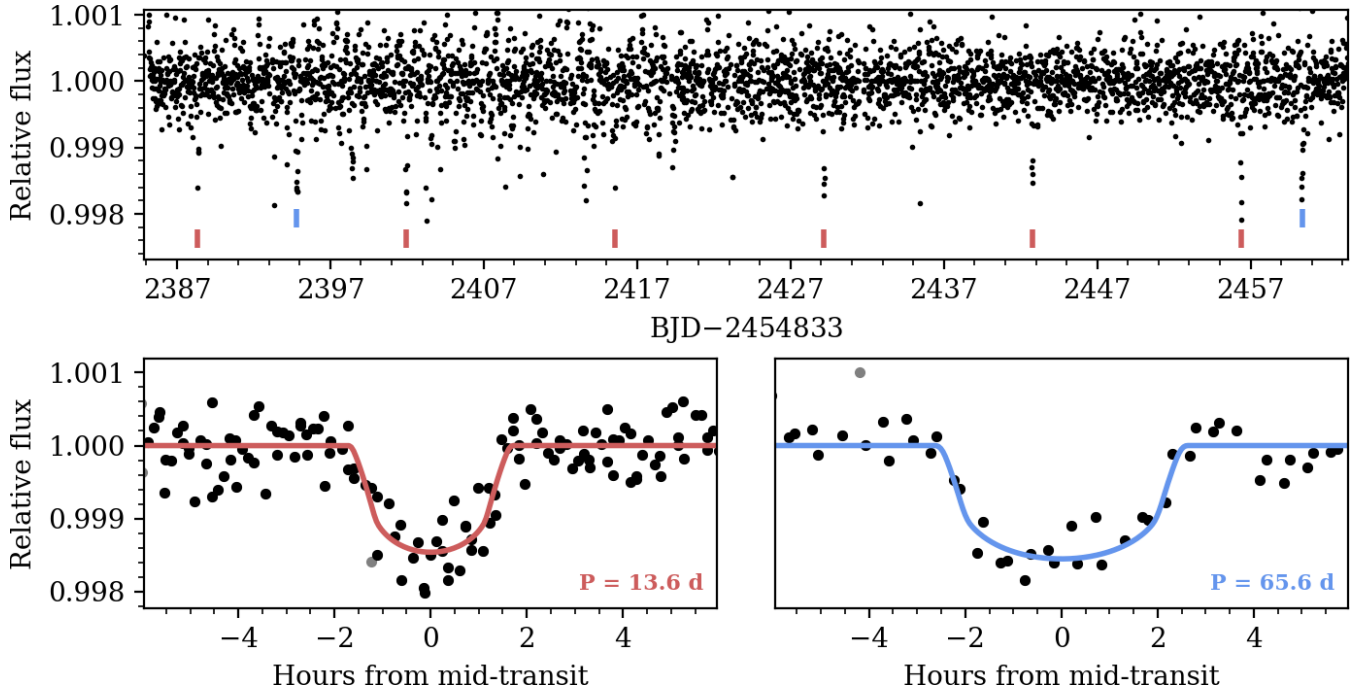 1.001
1.000
0.999
0.998
Relative flux
2387 2397 2407 2417 2427 2437 2447 2457
BJD−2454833
1.001
1.000
0.999
0.998
Relative flux
P = 13.6 d
P = 65.6 d
−4 −2 0 2 4
−4 −2 0 2 4
Hours from mid-transit
Hours from mid-transit